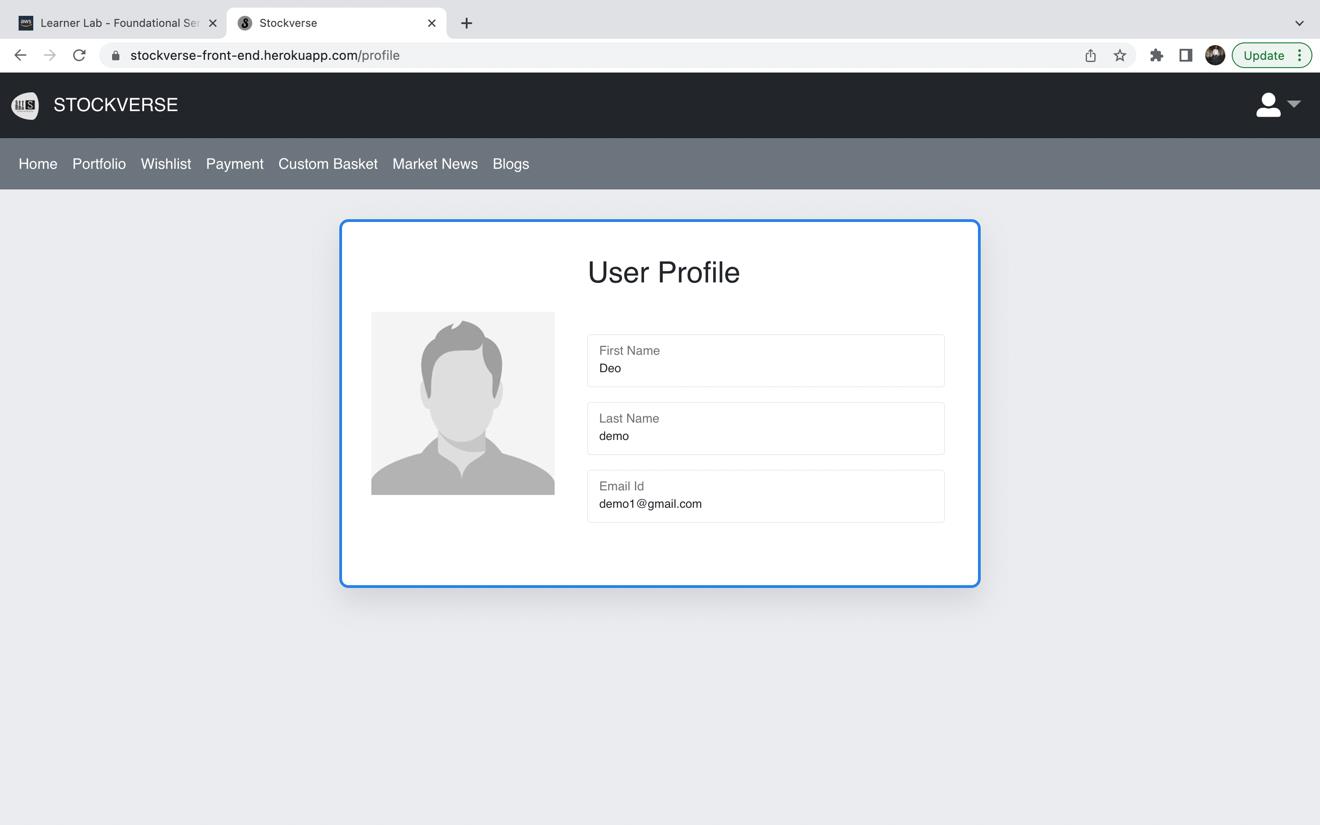 Learner Lab - Foundational Ser
Stockverse
stockverse-front-end.herokuapp.com/profile
Update
STOCKVERSE
Home Portfolio Wishlist Payment Custom Basket Market News Blogs
User Profile
First Name
Deo
Last Name
demo
Email Id
demo1@gmail.com